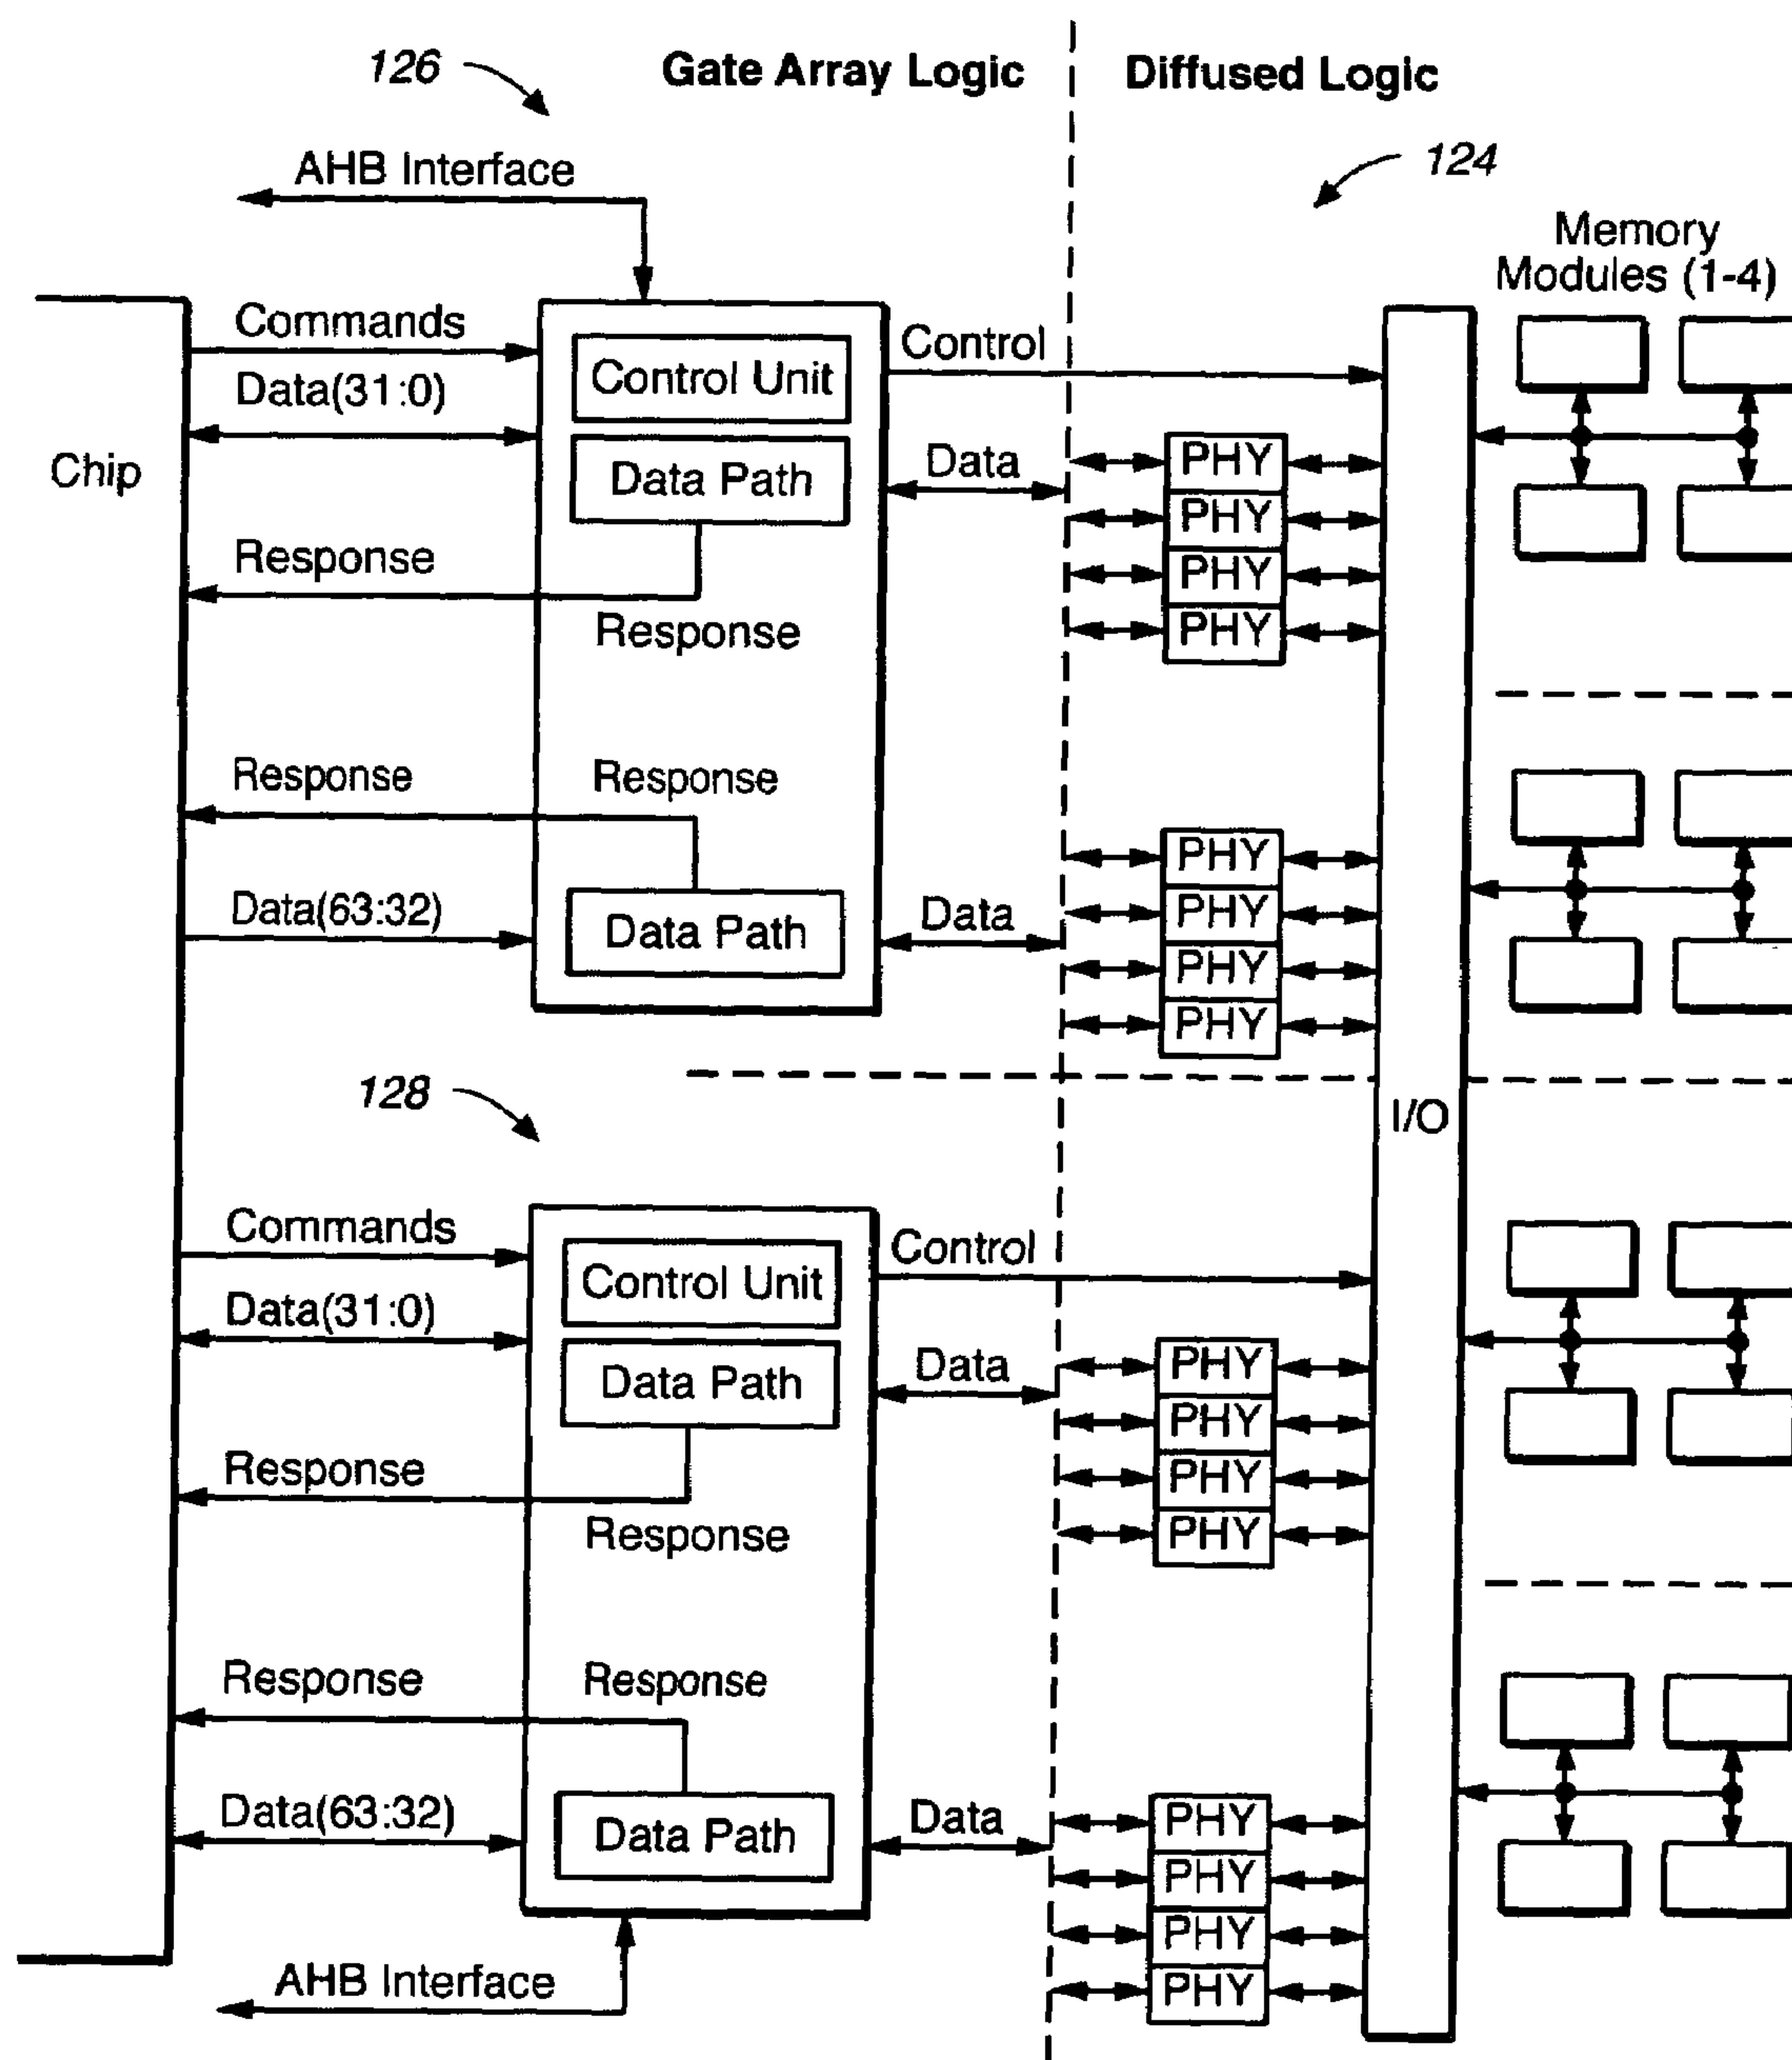 126
Gate Array Logic
Diffused Logic
124
AHB Interface
Memory
Modules (1-4)
Commands
Control Unit
Control
Data(31:0)
Chip
Data Path
Data
PHY
PHY
PHY
PHY
Response
Response
Response
Response
Data(63:32)
Data Path
Data
PHY
PHY
PHY
PHY
128
I/O
Commands
Control Unit
Control
Data(31:0)
Data Path
Data
PHY
PHY
PHY
PHY
Response
Response
Response
Response
Data(63:32)
Data Path
Data
PHY
PHY
PHY
PHY
AHB Interface